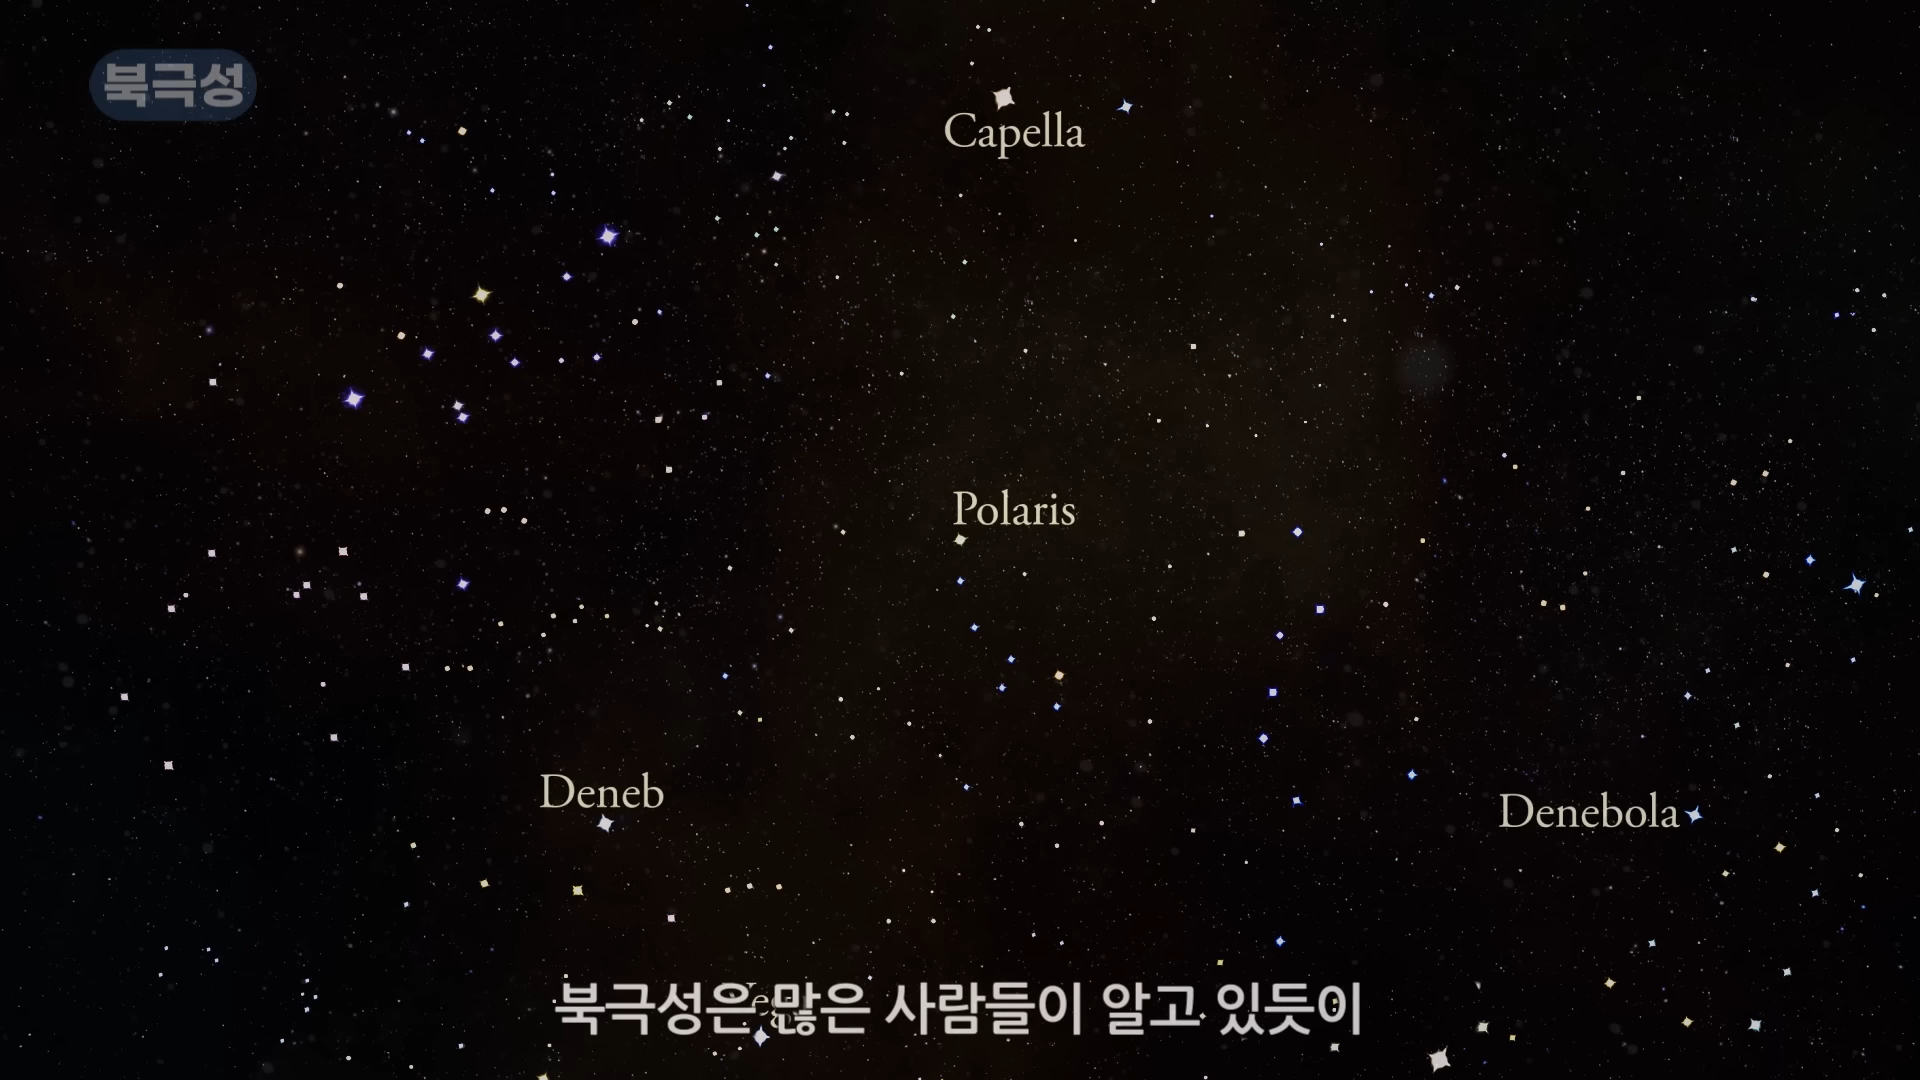 북극성
Capella
Polaris
Deneb
Denebola
북극성은 많은 사람들이 알고 있듯이